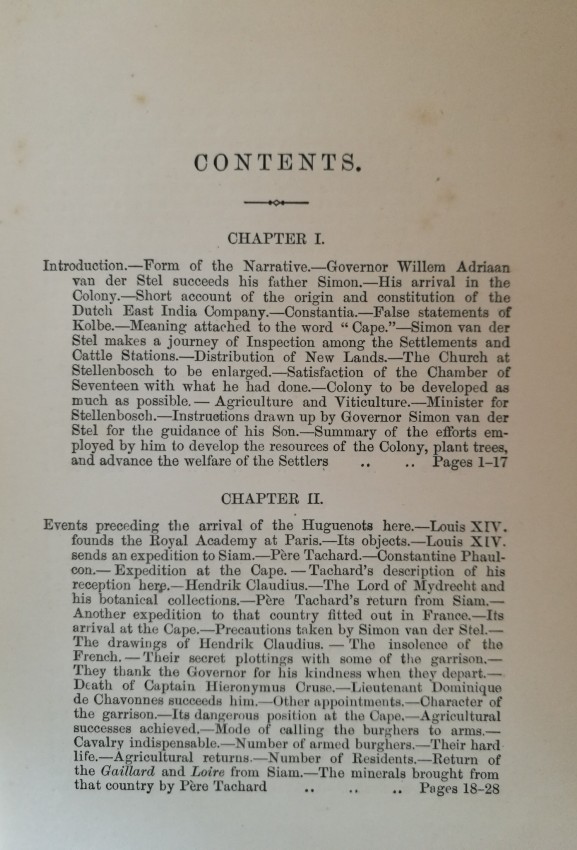 CONTENTS.
CHAPTER I.
Introduction.—Form of the Narrative.—Governor Willem Adriaan
van der Stel succeeds his father Simon.—His arrival in the
Colony.—Short account of the origin and constitution of the
Dutch East India Company.—Constantia.—False statements of
Kolbe.—Meaning attached to the word “ Cape.”—Simon van der
Stel makes a journey of Inspection among the Settlements and
Cattle Stations.—Distribution of New Lands.—The Church at
Stellenbosch to be enlarged.—Satisfaction of the Chamber of
Seventeen with what he had done.—Colony to be developed as
much as possible.— Agriculture and Viticulture.—Minister for
Stellenbosch.—Instructions drawn up by Governor Simon van der
Stel for the guidance of his Son.—Summary of the efforts em-
ployed by him to develop the resources of the Colony, plant trees,
and advance the welfare of the Settlers .. .. Pages 1-17
CHAPTER II.
Events preceding the arrival of the Huguenots here.—Louis XIV.
founds the Royal Academy at Paris.—Its objects.—Louis XIV.
sends an expedition to Siam.—Père Tachard.—Constantine Phaul-
con.— Expedition at the Cape.—Tachard's description of his
reception here.—Hendrik Claudius.—The Lord of Mydrecht and
his botanical collections.—Père Tachard's return from Siam.—
Another expedition to that country fitted out in France.—Its
arrival at the Cape.—Precautions taken by Simon van der Stel.—
The drawings of Hendrik Claudius. — The insolence of the
French. — Their secret plottings with some of the garrison.—
They thank the Governor for his kindness when they depart.—
Death of Captain Hieronymus Cruse.—Lieutenant Dominique
de Chavonnes succeeds him.—Other appointments.—Character of
the garrison.—Its dangerous position at the Cape.—Agricultural
successes achieved.—Mode of calling the burghers to arms.—
Cavalry indispensable.—Number of armed burghers.—Their hard
life.—Agricultural returns.—Number of Residents.—Return of
the Gaillard and Loire from Siam.—The minerals brought from
that country by Père Tachard .. .. .. Pages 18-28